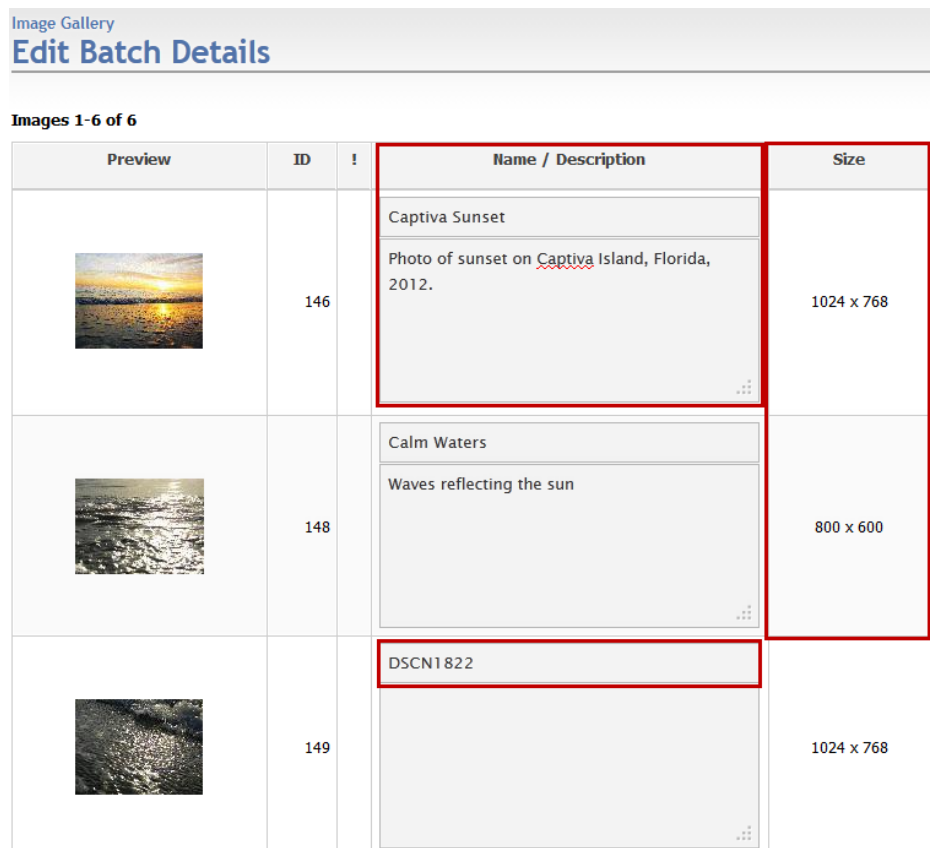 Image Gallery
Edit Batch Details
Images 1-6 of 6
Preview ID ! Name / Description Size
Captiva Sunset
Photo of sunset on Captiva Island, Florida,
2012.
146 1024 x 768
Calm Waters
Waves reflecting the sun
148 800 x 600
DSCN1822
149 1024 x 768